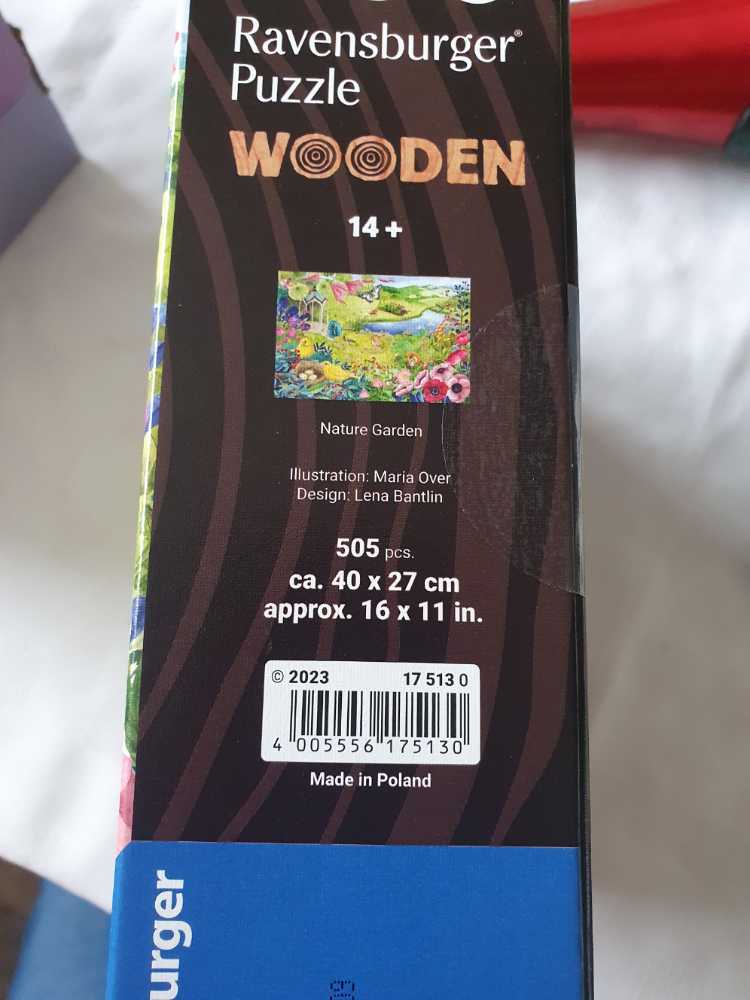 Ravensburger®
Puzzle
WOODEN
14+
Nature Garden
Illustration: Maria Over
Design: Lena Bantlin
505 pcs.
ca. 40 x 27 cm
approx. 16 x 11 in.
© 2023 17 513 0
4 005556 175130
Made in Poland
urger